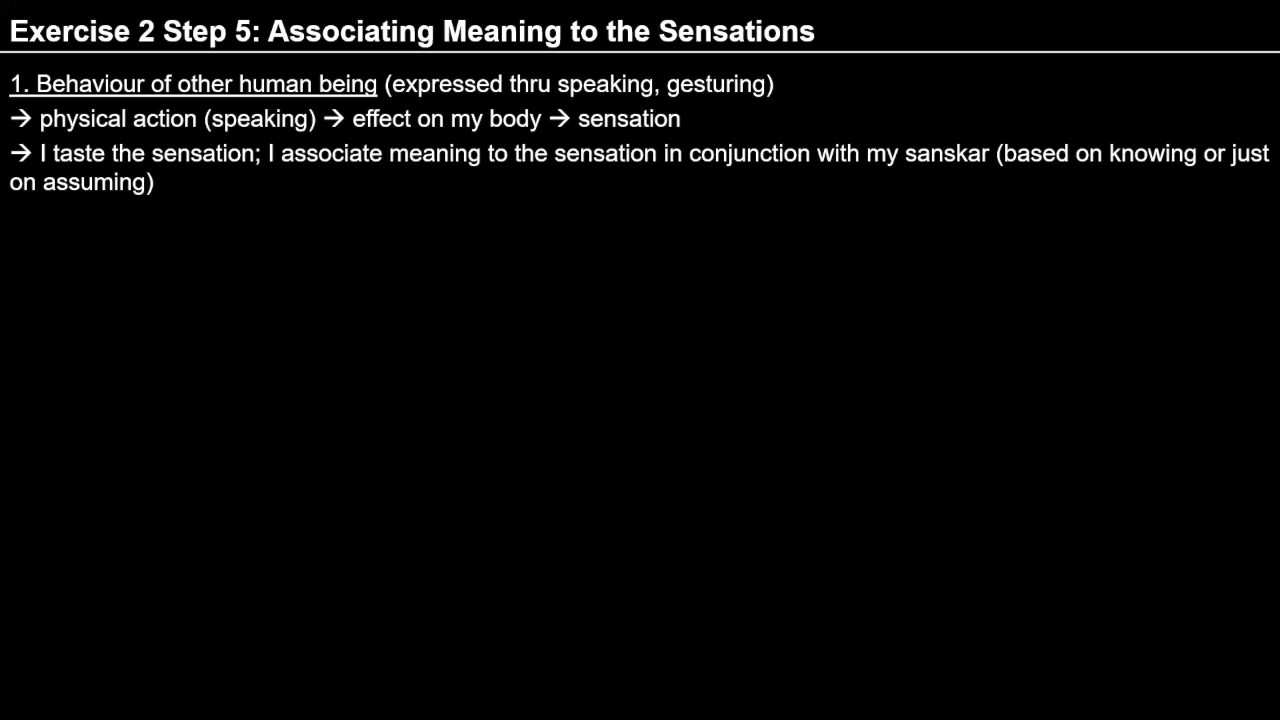 Exercise 2 Step 5: Associating Meaning to the Sensations
1. Behaviour of other human being (expressed thru speaking, gesturing)
→ physical action (speaking) → effect on my body → sensation
→ I taste the sensation; I associate meaning to the sensation in conjunction with my sanskar (based on knowing or just
on assuming)